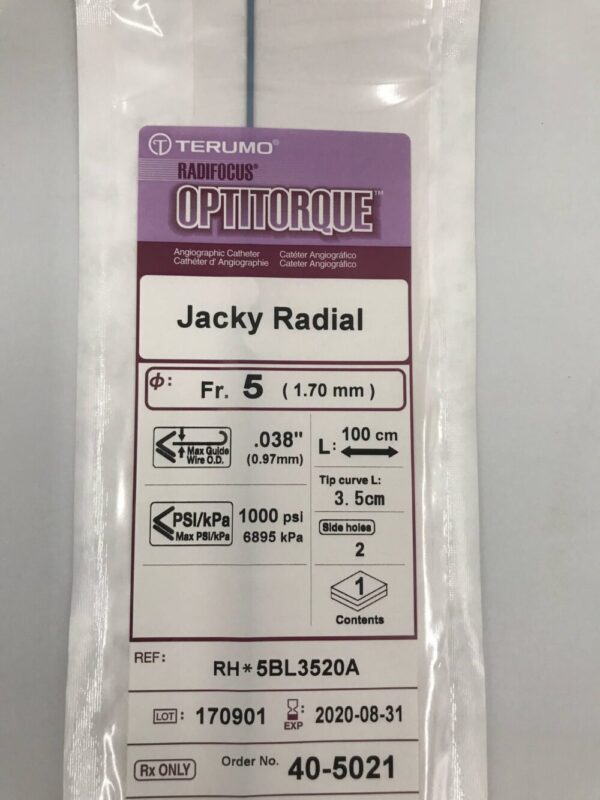 TERUMO®
RADIFOCUS®
OPTITORQUE™
Angiographic Catheter Catéter Angiográfico
Cathéter d' Angiographie Cateter Angiográfico
Jacky Radial
ϕ: Fr. 5 (1.70 mm)
Max Guide
Wire O.D.
.038"
(0.97mm)
L: 100 cm
Tip curve L:
3.5cm
PSI/kPa
Max PSI/kPa
1000 psi
6895 kPa
Side holes
2
1
Contents
REF: RH*5BL3520A
LOT: 170901 EXP: 2020-08-31
Rx ONLY Order No. 40-5021